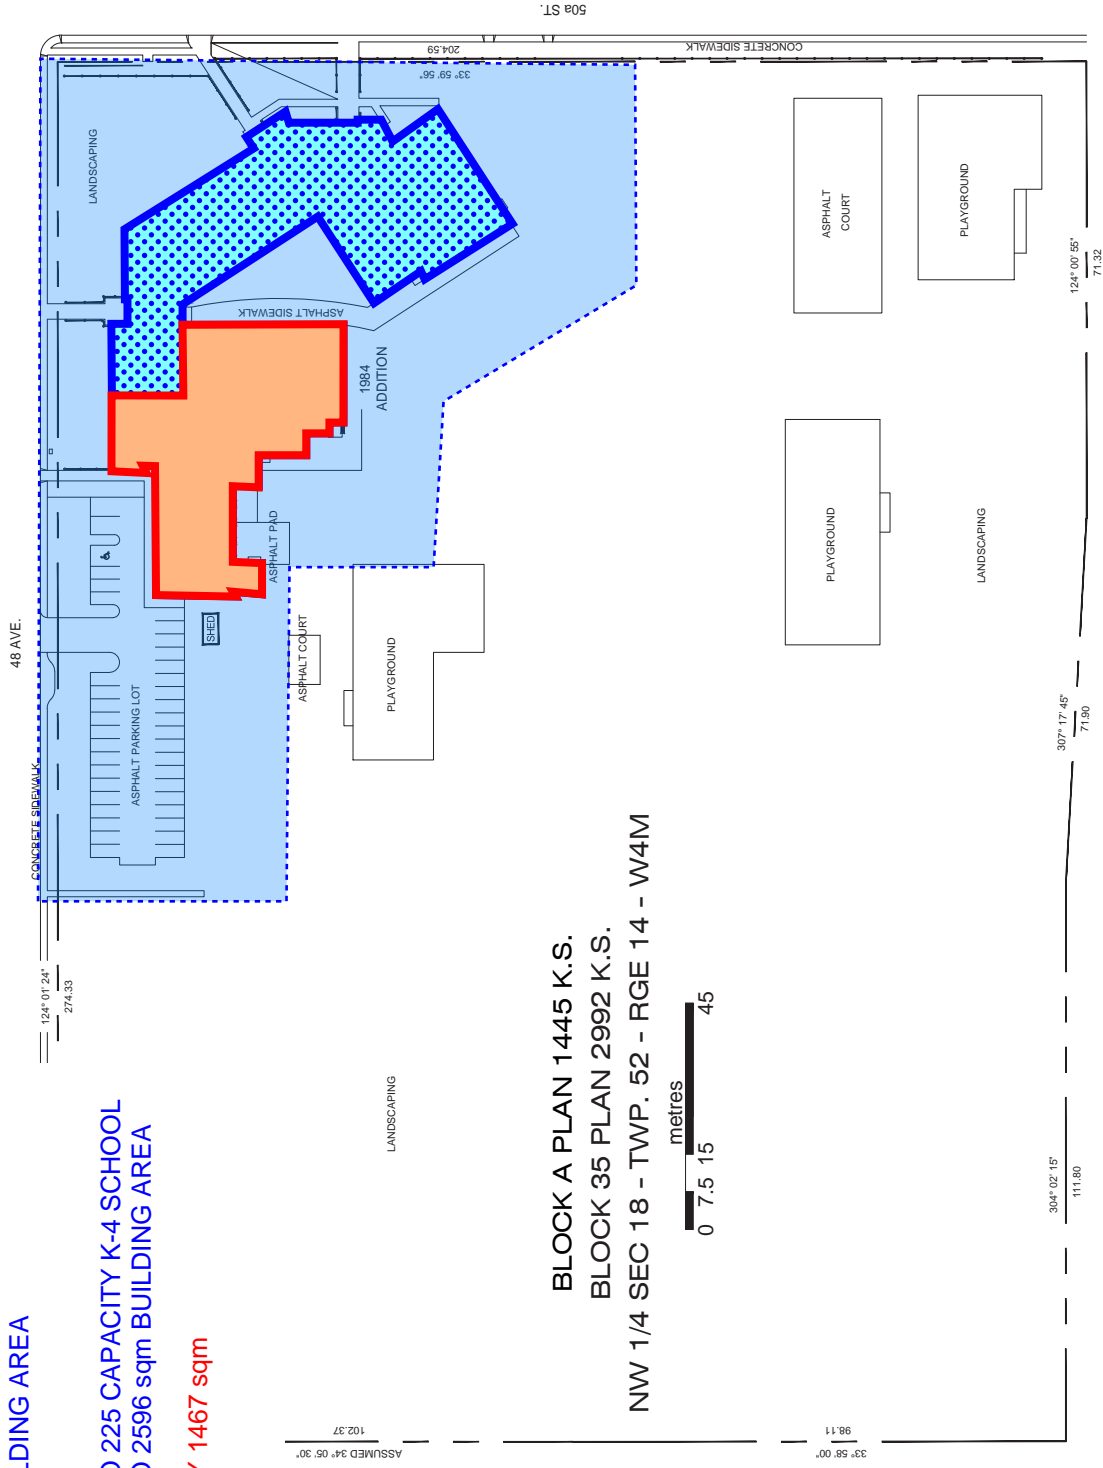 50a ST.
204.59
CONCRETE SIDEWALK
33° 59' 56"
LANDSCAPING
ASPHALT
COURT
PLAYGROUND
124° 00' 55"
71.32
ASPHALT SIDEWALK
1984
ADDITION
48 AVE.
CONCRETE SIDEWALK
ASPHALT PARKING LOT
SHED
ASPHALT PAD
ASPHALT COURT
PLAYGROUND
PLAYGROUND
LANDSCAPING
307° 17' 45"
71.90
124° 01' 24"
274.33
LANDSCAPING
BLOCK A PLAN 1445 K.S.
BLOCK 35 PLAN 2992 K.S.
NW 1/4 SEC 18 - TWP. 52 - RGE 14 - W4M
metres
0 7.5 15 45
304° 02' 15"
111.80
LDING AREA
225 CAPACITY K-4 SCHOOL
2596 sqm BUILDING AREA
1467 sqm
102.37
ASSUMED 34° 05' 30"
98.11
33° 58' 00"